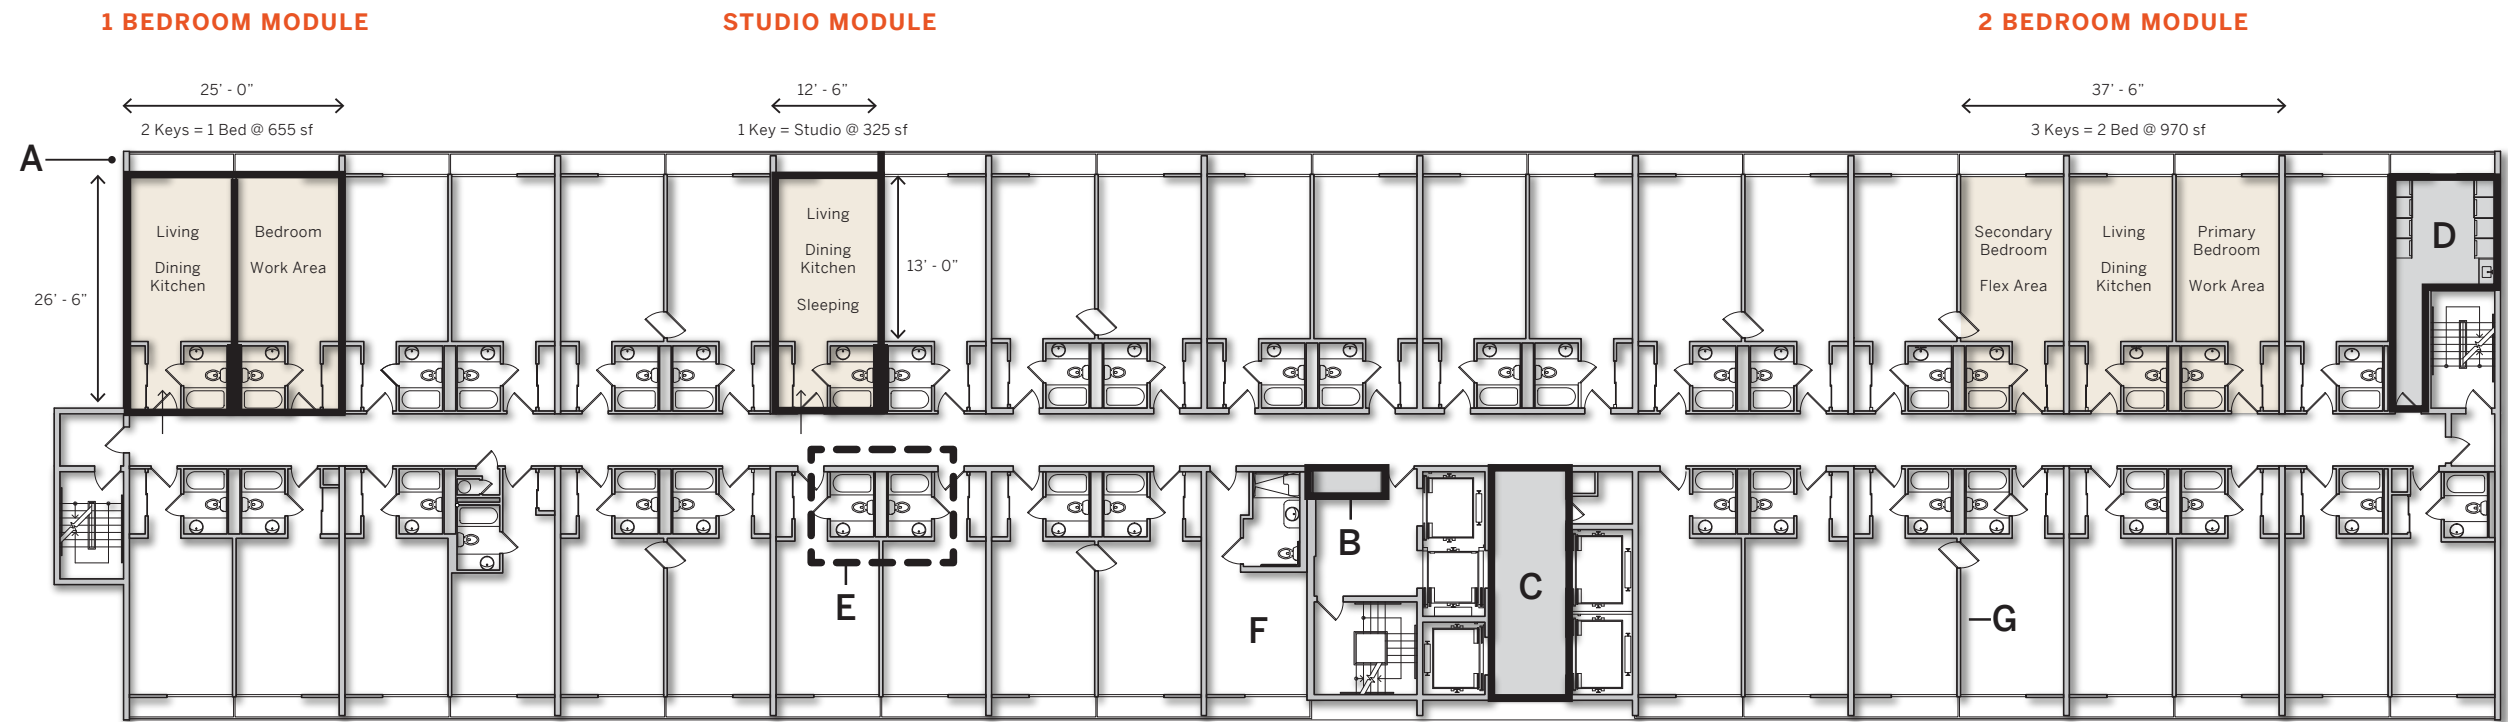 1 BEDROOM MODULE
STUDIO MODULE
2 BEDROOM MODULE
25’ - 0”
12’ - 6”
37’ - 6”
2 Keys = 1 Bed @ 655 sf
1 Key = Studio @ 325 sf
3 Keys = 2 Bed @ 970 sf
A
26’ - 6”
Living
Dining
Kitchen
Bedroom
Work Area
Living
Dining
Kitchen
Sleeping
13’ - 0”
Secondary
Bedroom
Flex Area
Living
Dining
Kitchen
Primary
Bedroom
Work Area
D
B
C
E
F
G